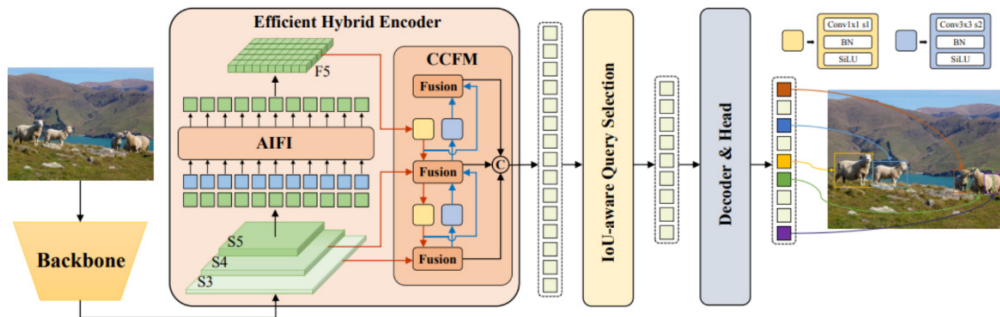 Efficient Hybrid Encoder
CCFM
F5
Fusion
AIFI
Fusion
C
S5
S4
S3
Fusion
Backbone
IoU-aware Query Selection
Decoder & Head
Conv1x1 s1
BN
SiLU
Conv3x3 s2
BN
SiLU